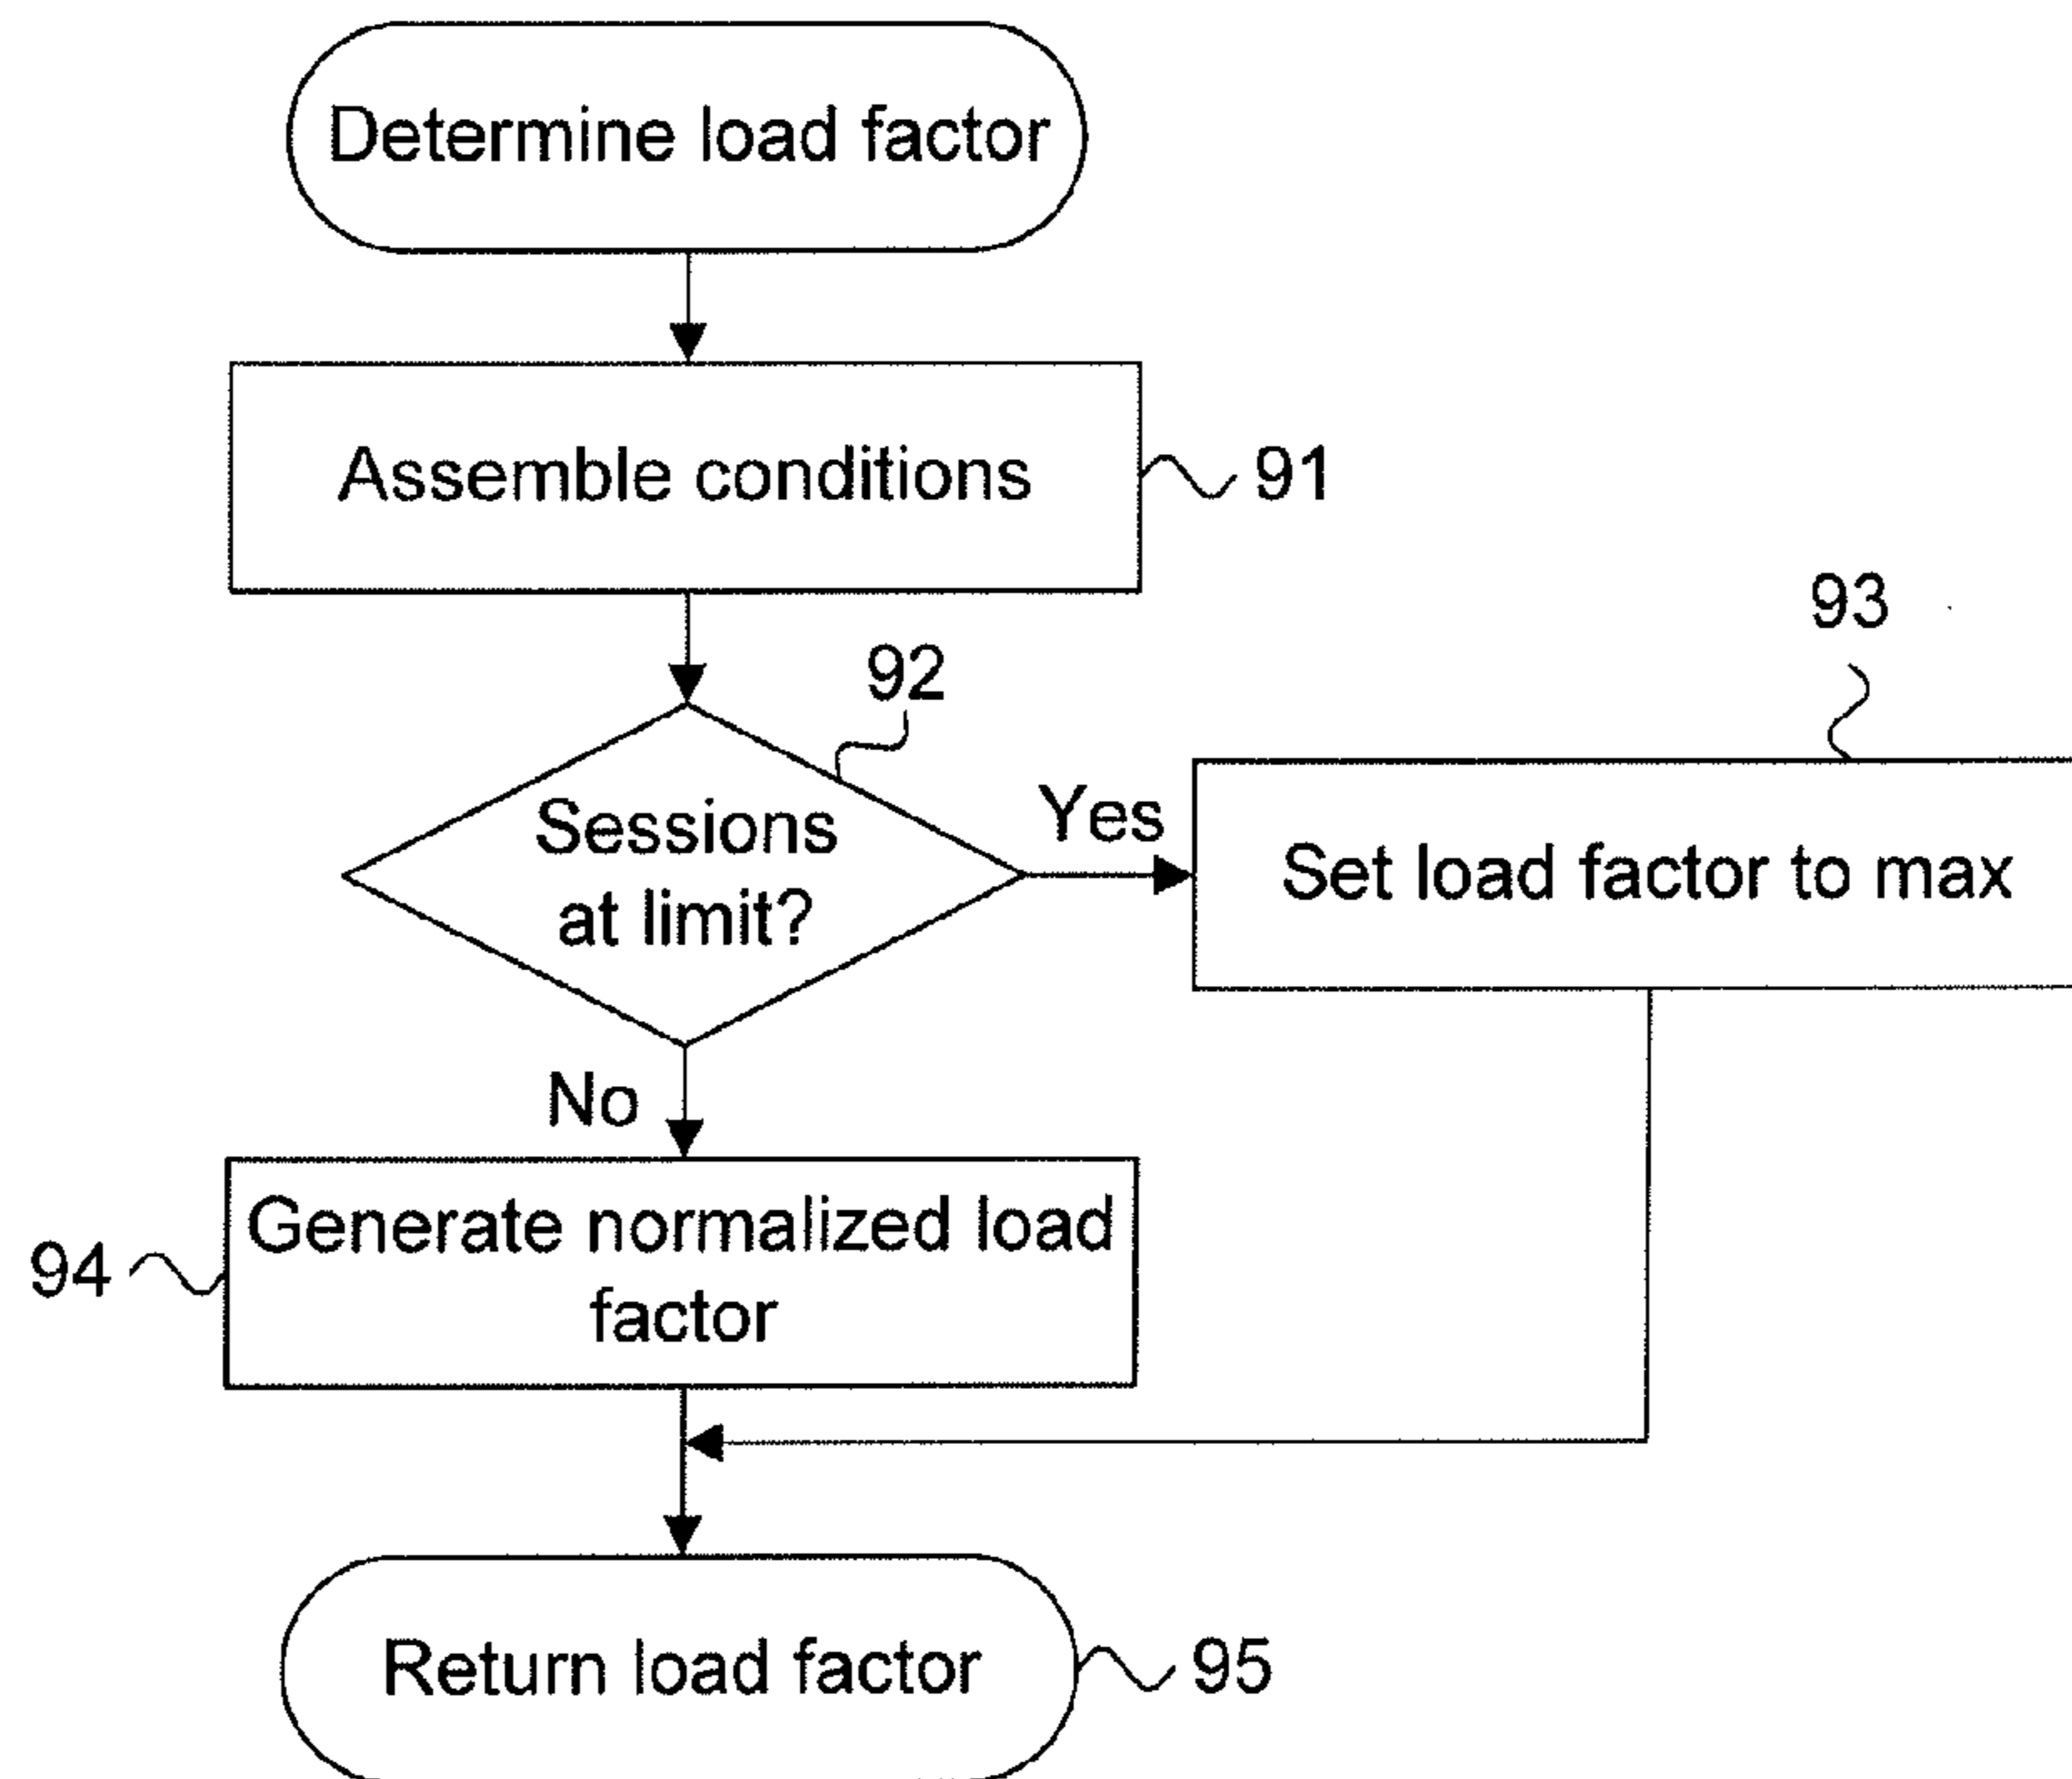 Determine load factor
Assemble conditions
91
92
93
Sessions
at limit?
Yes
Set load factor to max
No
94
Generate normalized load
factor
Return load factor
95